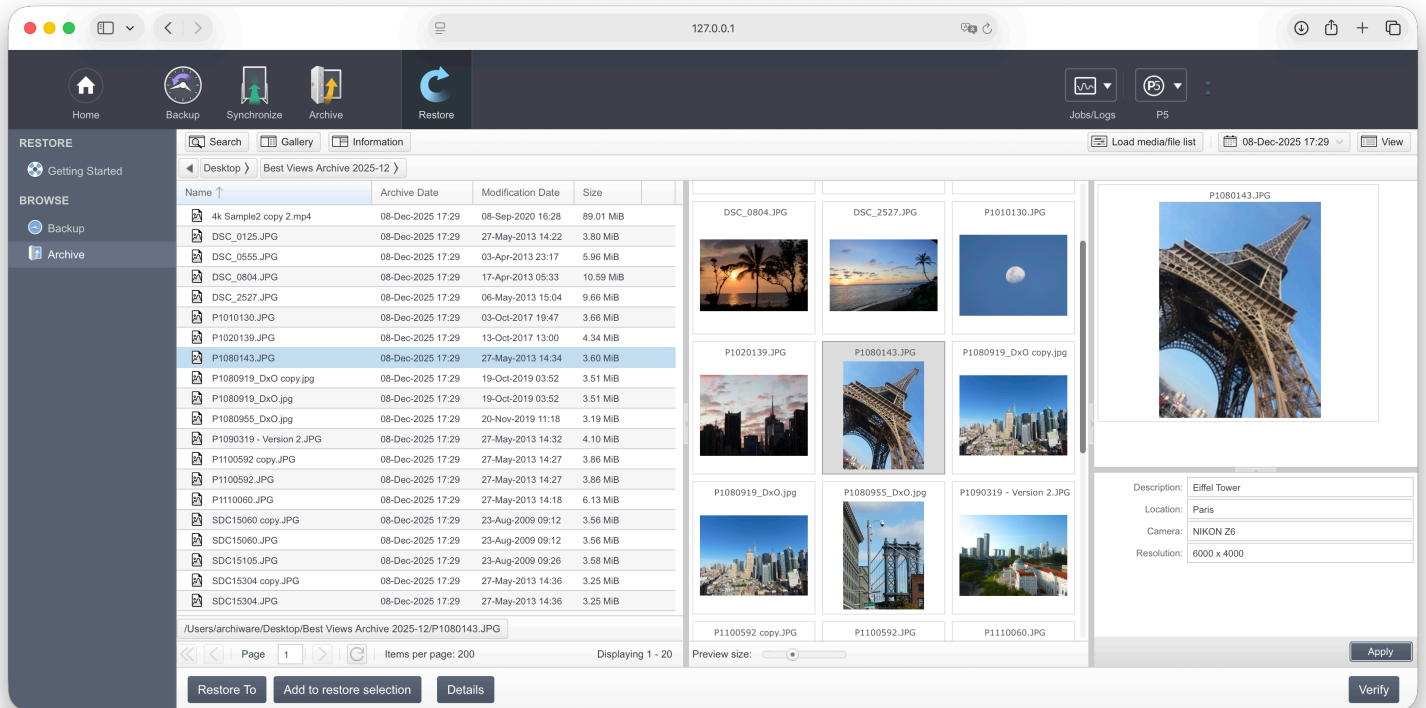 127.0.0.1
Home
Backup
Synchronize
Archive
Restore
Jobs/Logs
P5
P5
RESTORE
Getting Started
BROWSE
Backup
Archive
Search
Gallery
Information
Load media/file list
08-Dec-2025 17:29
View
Desktop
Best Views Archive 2025-12
Name Archive Date Modification Date Size
4k Sample2 copy 2.mp4 08-Dec-2025 17:29 08-Sep-2020 16:28 89.01 MiB
DSC_0125.JPG 08-Dec-2025 17:29 27-May-2013 14:22 3.80 MiB
DSC_0555.JPG 08-Dec-2025 17:29 03-Apr-2013 23:17 5.96 MiB
DSC_0804.JPG 08-Dec-2025 17:29 17-Apr-2013 05:33 10.59 MiB
DSC_2527.JPG 08-Dec-2025 17:29 06-May-2013 15:04 9.66 MiB
P1010130.JPG 08-Dec-2025 17:29 03-Oct-2017 19:47 3.66 MiB
P1020139.JPG 08-Dec-2025 17:29 13-Oct-2017 13:00 4.34 MiB
P1080143.JPG 08-Dec-2025 17:29 27-May-2013 14:34 3.60 MiB
P1080919_DxO copy.jpg 08-Dec-2025 17:29 19-Oct-2019 03:52 3.51 MiB
P1080919_DxO.jpg 08-Dec-2025 17:29 19-Oct-2019 03:52 3.51 MiB
P1080955_DxO.jpg 08-Dec-2025 17:29 20-Nov-2019 11:18 3.19 MiB
P1090319 - Version 2.JPG 08-Dec-2025 17:29 27-May-2013 14:32 4.10 MiB
P1100592 copy.JPG 08-Dec-2025 17:29 27-May-2013 14:27 3.86 MiB
P1100592.JPG 08-Dec-2025 17:29 27-May-2013 14:27 3.86 MiB
P1110060.JPG 08-Dec-2025 17:29 27-May-2013 14:18 6.13 MiB
SDC15060 copy.JPG 08-Dec-2025 17:29 23-Aug-2009 09:12 3.56 MiB
SDC15060.JPG 08-Dec-2025 17:29 23-Aug-2009 09:12 3.56 MiB
SDC15105.JPG 08-Dec-2025 17:29 23-Aug-2009 09:26 3.58 MiB
SDC15304 copy.JPG 08-Dec-2025 17:29 27-May-2013 14:36 3.25 MiB
SDC15304.JPG 08-Dec-2025 17:29 27-May-2013 14:36 3.25 MiB
/Users/archiware/Desktop/Best Views Archive 2025-12/P1080143.JPG
Page 1 Items per page: 200 Displaying 1 - 20
DSC_0804.JPG DSC_2527.JPG P1010130.JPG
P1020139.JPG P1080143.JPG P1080919_DxO copy.jpg
P1080919_DxO.jpg P1080955_DxO.jpg P1090319 - Version 2.JPG
P1100592 copy.JPG P1100592.JPG P1110060.JPG
Preview size:
P1080143.JPG
Description: Eiffel Tower
Location: Paris
Camera: NIKON Z6
Resolution: 6000 x 4000
Apply
Restore To
Add to restore selection
Details
Verify